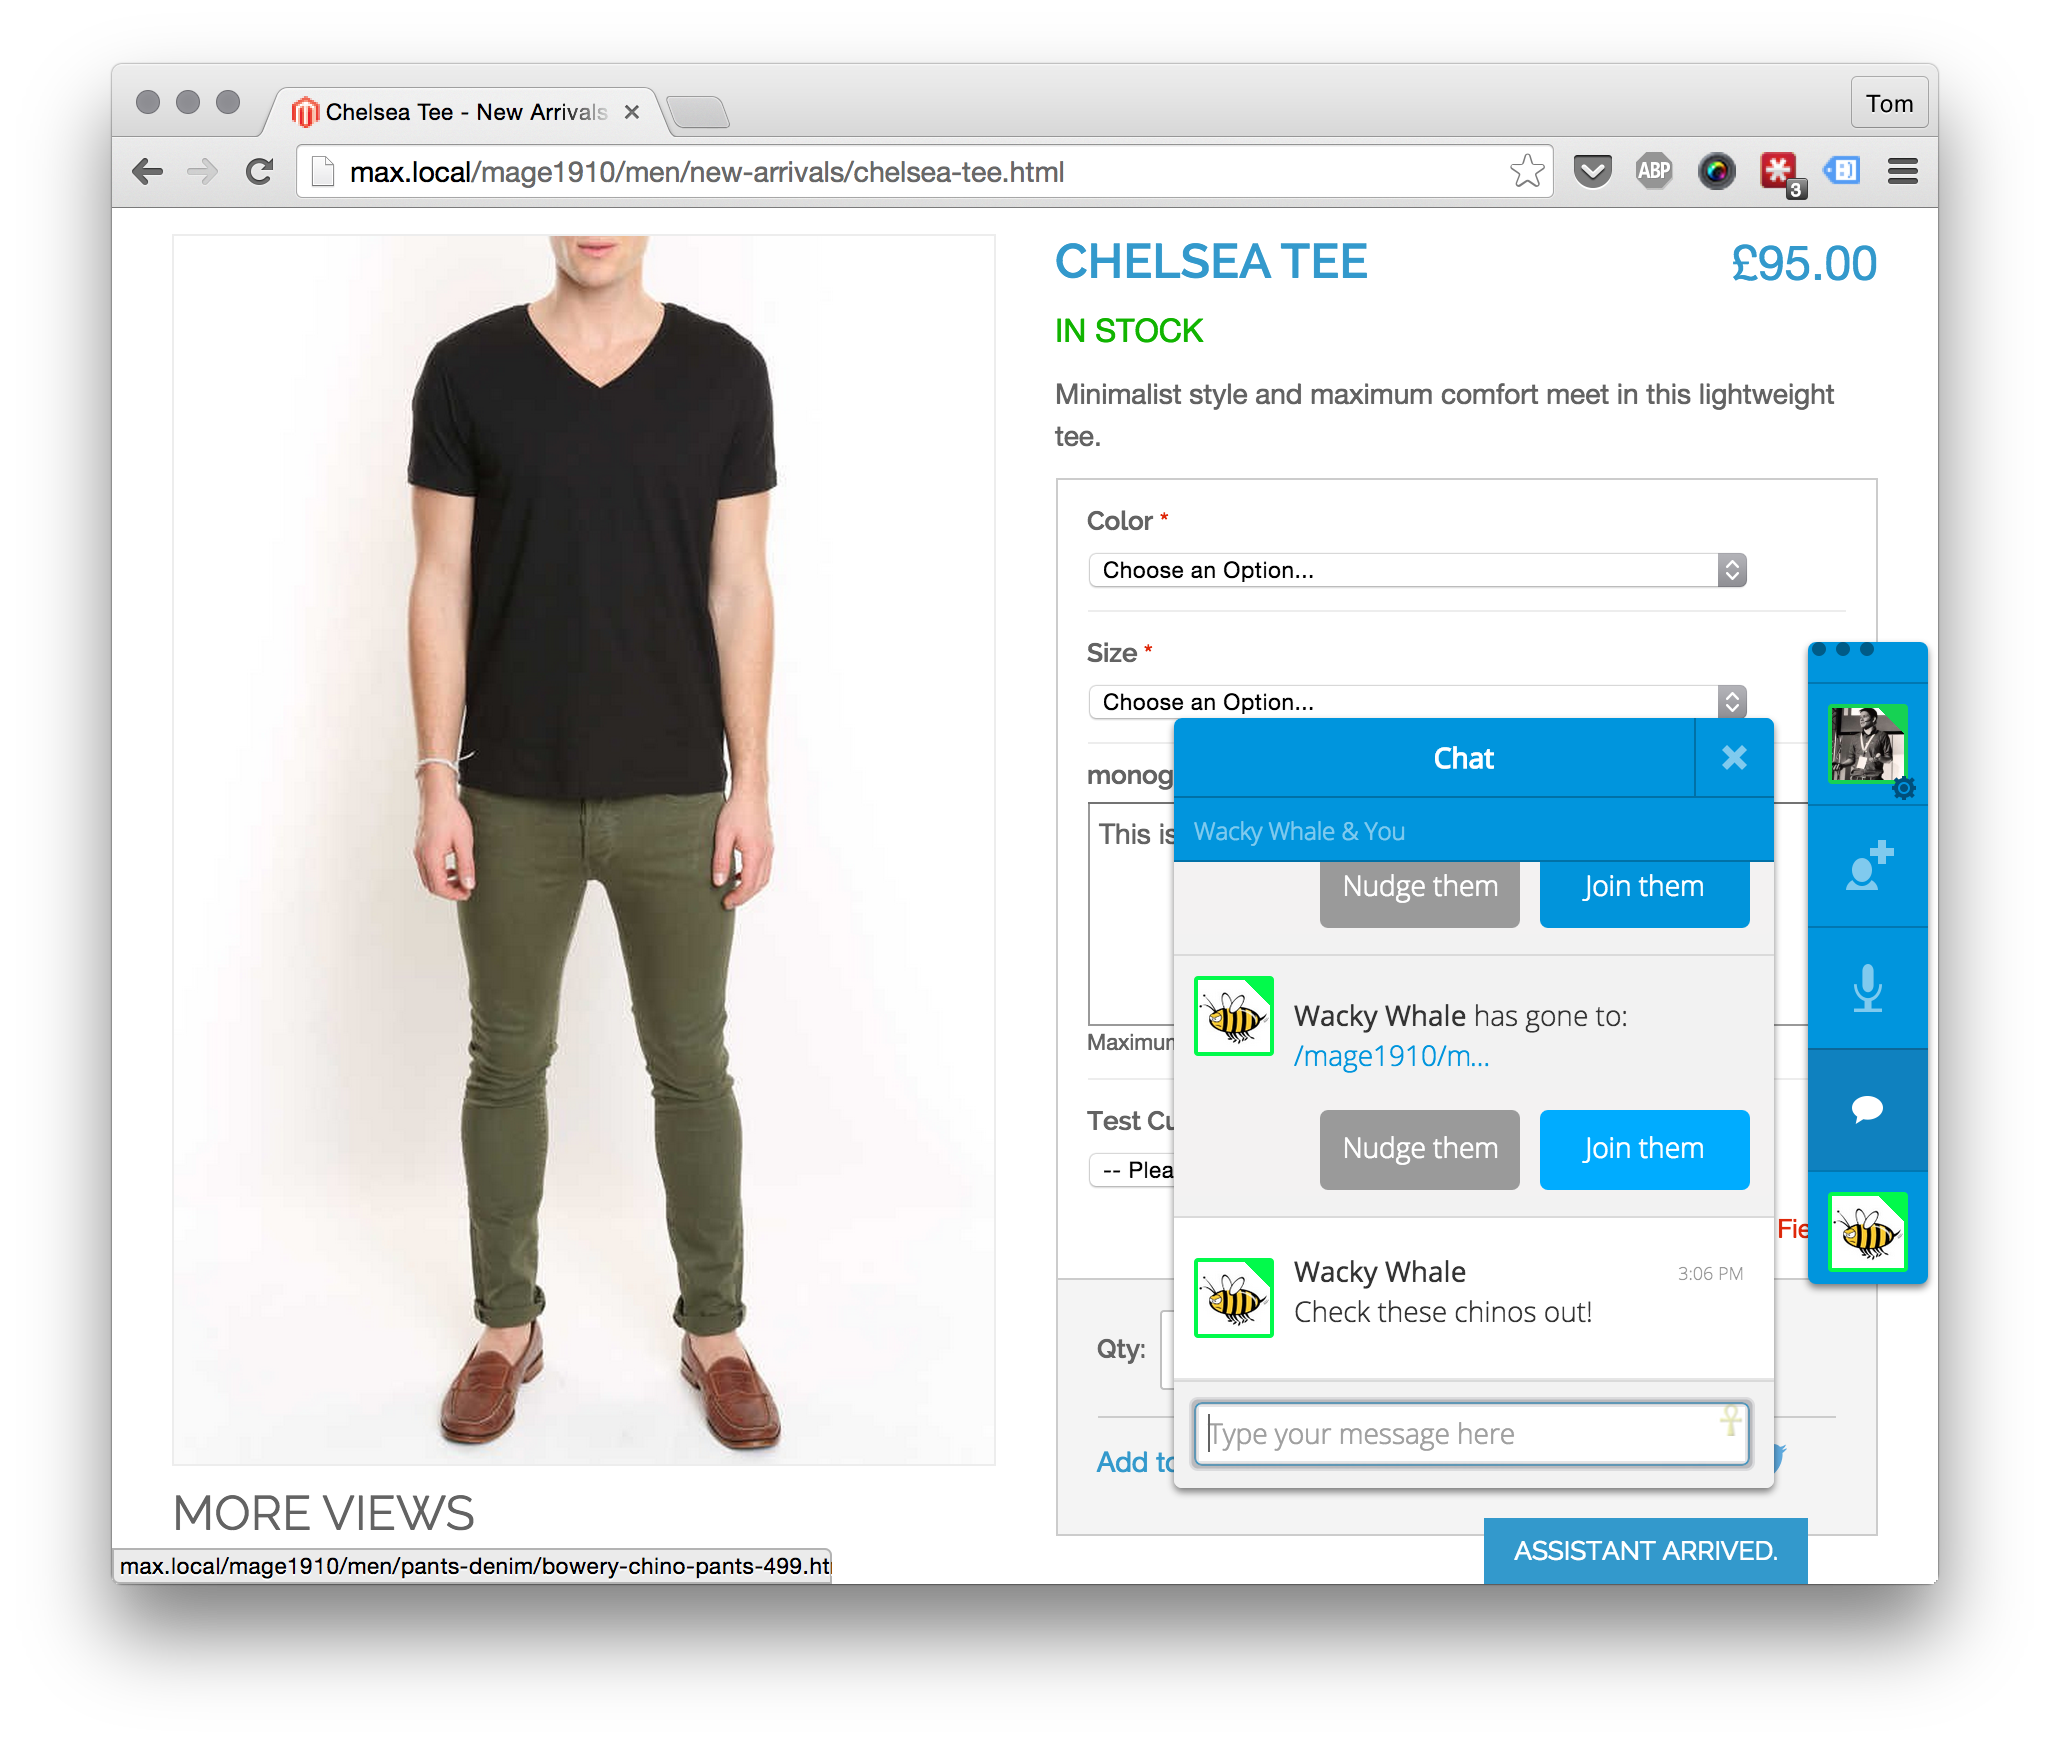 Chelsea Tee - New Arrivals
Tom
max.local/mage1910/men/new-arrivals/chelsea-tee.html
ABP
3
CHELSEA TEE
£95.00
IN STOCK
Minimalist style and maximum comfort meet in this lightweight
tee.
Color *
Choose an Option...
Size *
Choose an Option...
monog
This is
Maximum
Test Cu
-- Plea
Fie
Qty:
Add to
Chat
Wacky Whale & You
Nudge them
Join them
Wacky Whale has gone to:
/mage1910/m...
Nudge them
Join them
Wacky Whale
3:06 PM
Check these chinos out!
Type your message here
ASSISTANT ARRIVED.
MORE VIEWS
max.local/mage1910/men/pants-denim/bowery-chino-pants-499.ht